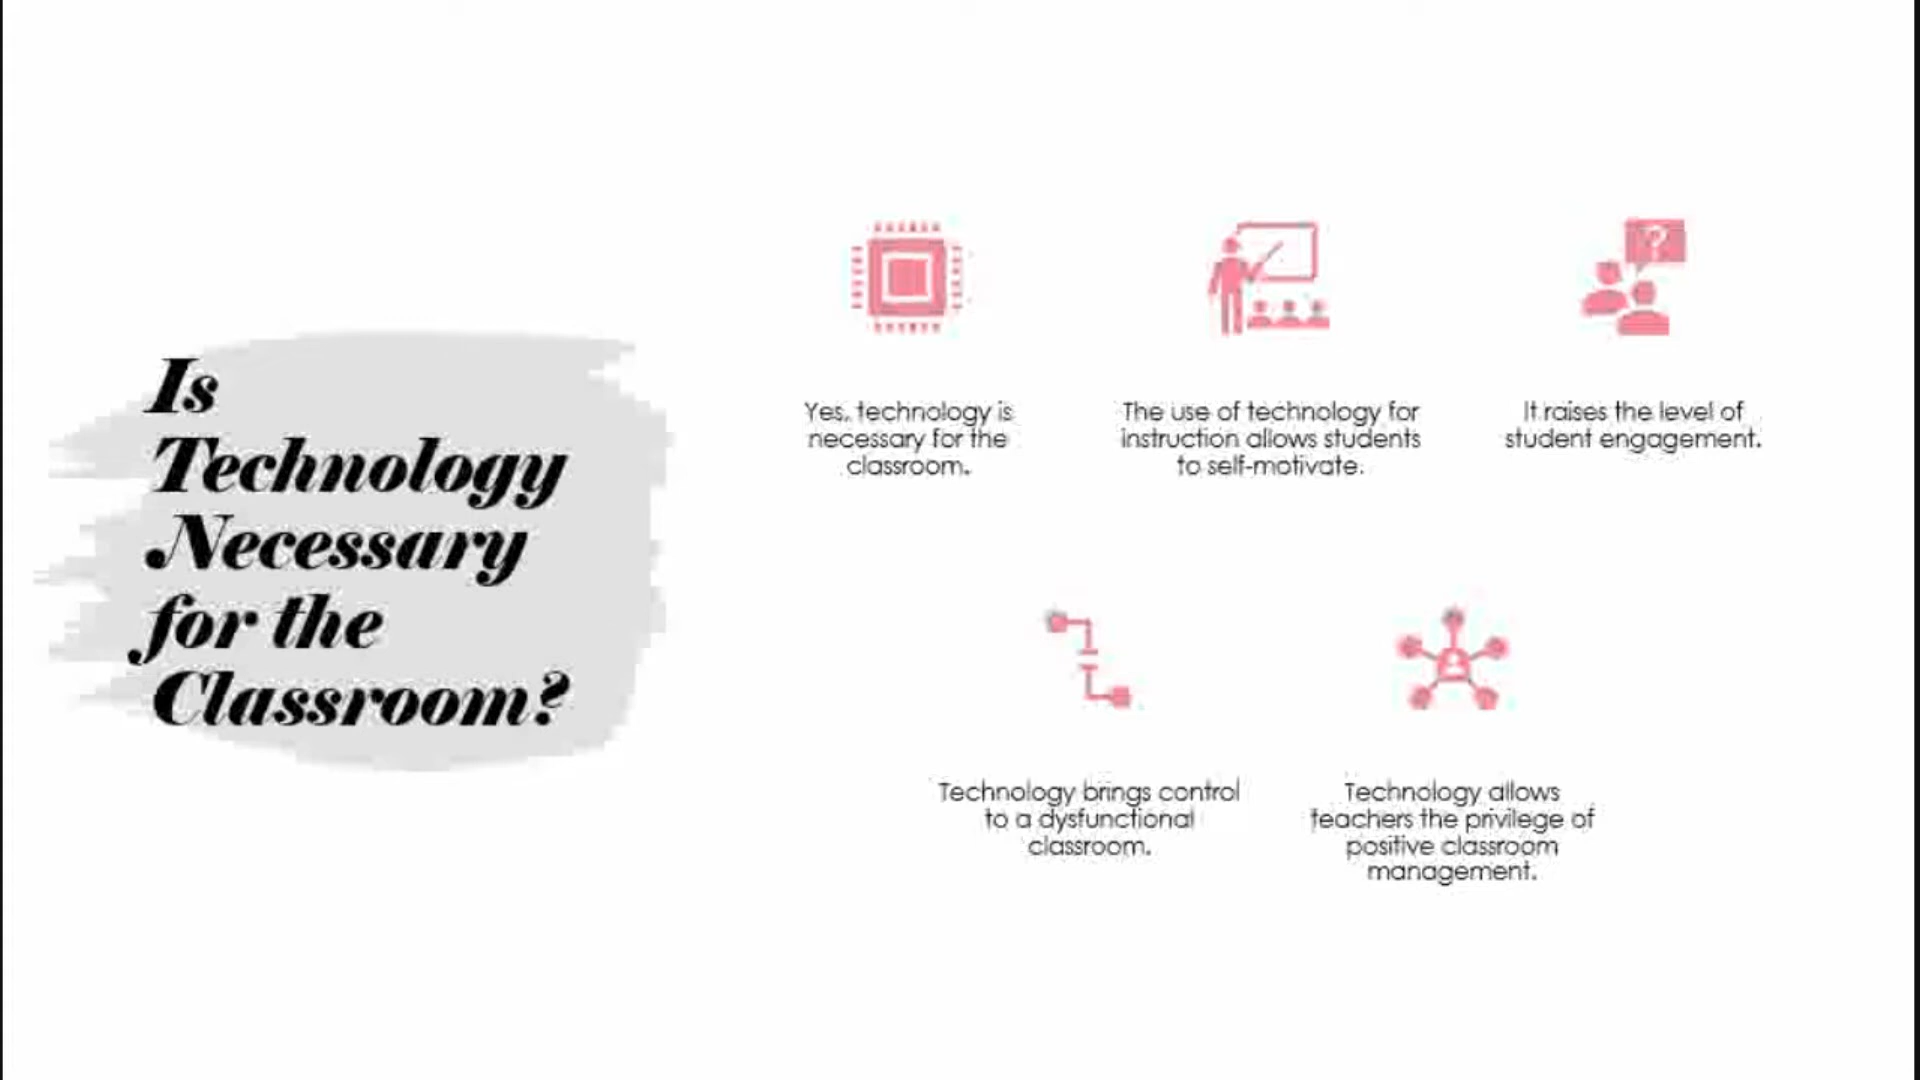 Is
Technology
Necessary
for the
Classroom?
?
Yes, technology is
necessary for the
classroom.
The use of technology for
instruction allows students
to self-motivate.
It raises the level of
student engagement.
Technology brings control
to a dysfunctional
classroom.
Technology allows
teachers the privilege of
positive classroom
management.